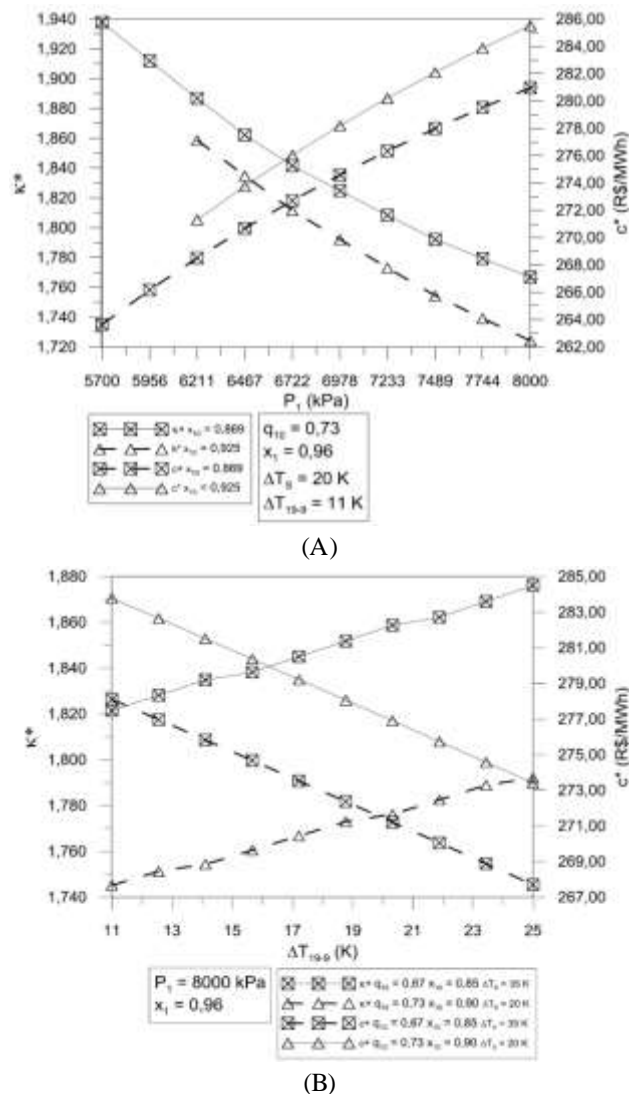 1,940
1,920
1,900
1,880
1,860
1,840
1,820
1,800
1,780
1,760
1,740
1,720
κ*
286,00
284,00
282,00
280,00
278,00
276,00
274,00
272,00
270,00
268,00
266,00
264,00
262,00
c* (R$/MWh)
5700 5956 6211 6467 6722 6978 7233 7489 7744 8000
P₁ (kPa)
κ* x₁₀ = 0,869
κ* x₁₀ = 0,925
c* x₁₀ = 0,869
c* x₁₀ = 0,925
q₁₀ = 0,73
x₁ = 0,96
= 20 K
ΔT₁₉₋₉ = 11 K
(A)
1,880
1,860
1,840
1,820
1,800
1,780
1,760
1,740
κ*
285,00
283,00
281,00
279,00
277,00
275,00
273,00
271,00
269,00
267,00
c* (R$/MWh)
11 13 15 17 19 21 23 25
ΔT₁₉₋₉ (K)
P₁ = 8000 kPa
x₁ = 0,96
κ* q₁₀ = 0,67 x₁₀ = 0,85 = 35 K
κ* q₁₀ = 0,73 x₁₀ = 0,90 = 20 K
c* q₁₀ = 0,67 x₁₀ = 0,85 = 35 K
c* q₁₀ = 0,73 x₁₀ = 0,90 = 20 K
(B)